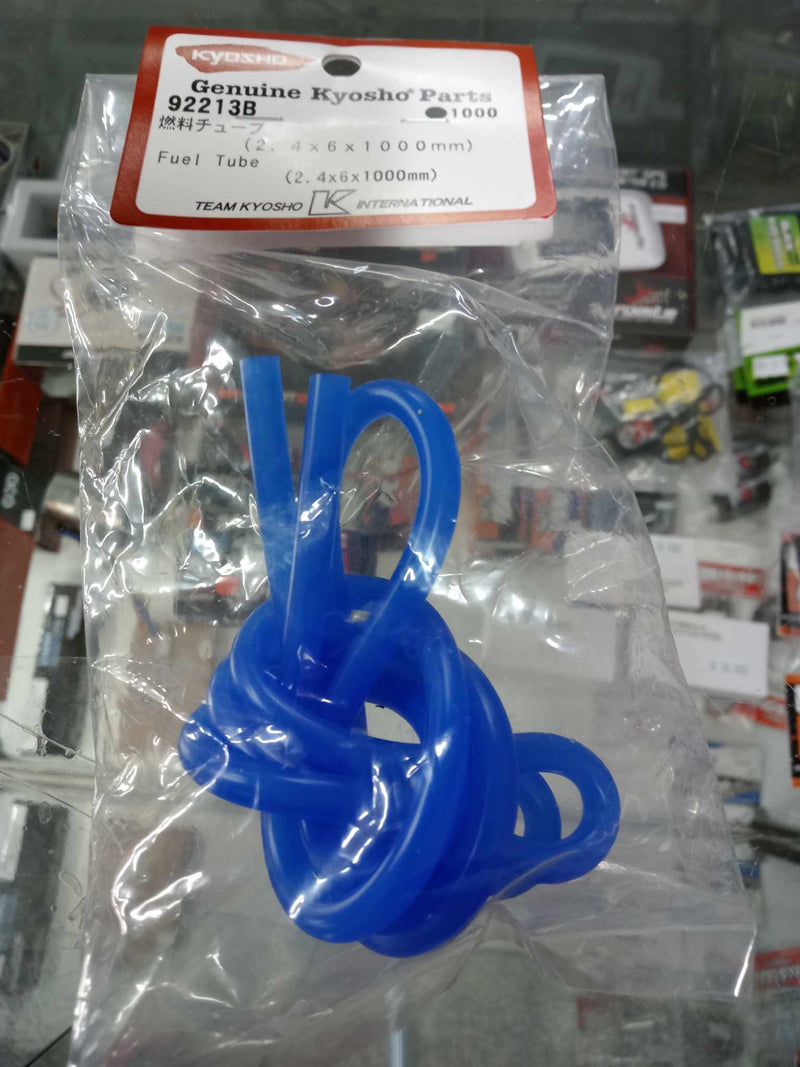 KYOSHO
Genuine Kyosho® Parts
92213B
1000
燃料チューブ
(2.4x6x1000mm)
Fuel Tube
(2.4x6x1000mm)
TEAM KYOSHO K INTERNATIONAL